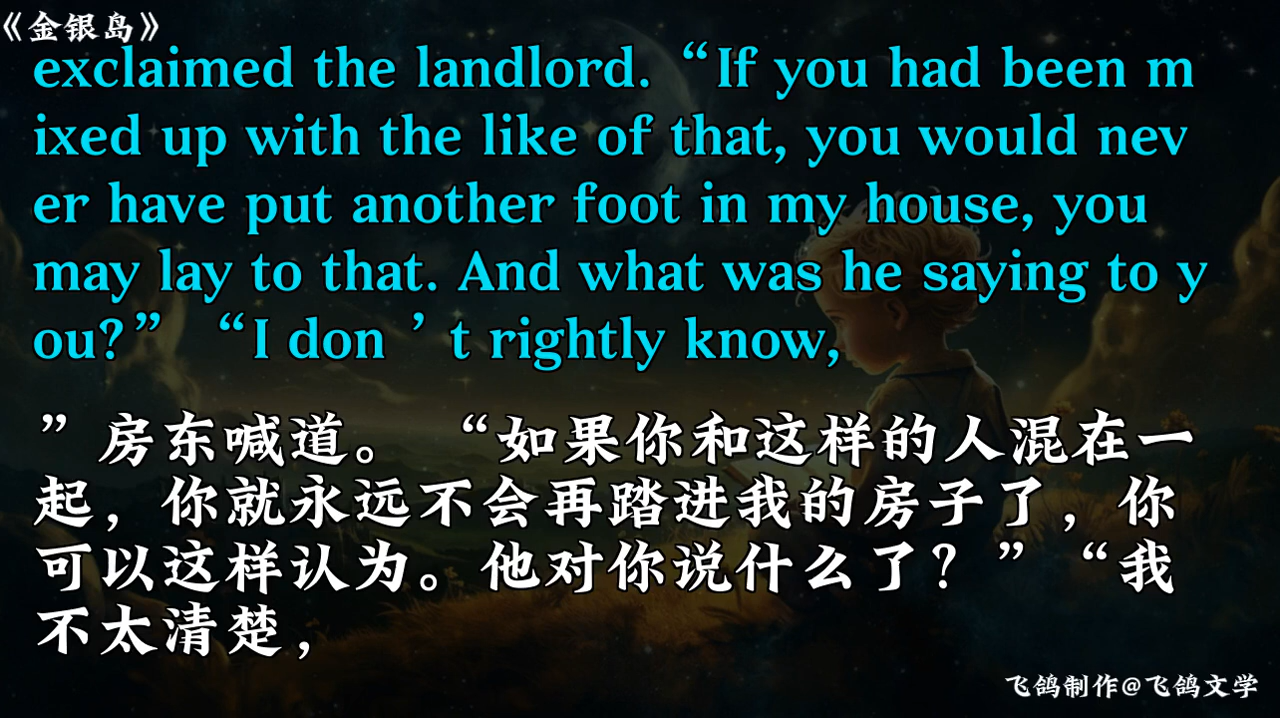 《金银岛》
exclaimed the landlord. “If you had been m
ixed up with the like of that, you would nev
er have put another foot in my house, you
may lay to that. And what was he saying to y
ou?” “I don ’ t rightly know,
”房东喊道。 “如果你和这样的人混在一
起，你就永远不会再踏进我的房子了，你
可以这样认为。他对你说什么了？”“我
不太清楚，
飞鸽制作@飞鸽文学